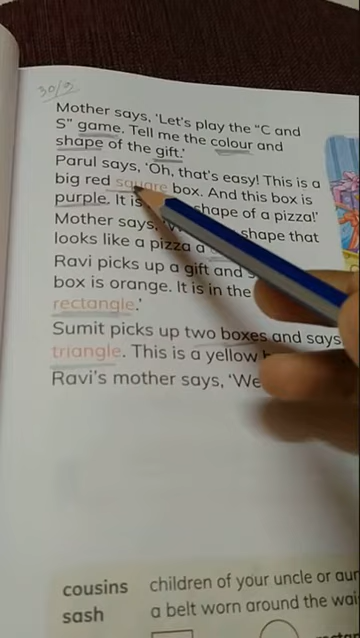 30/9
Mother says, 'Let's play the "C and
S" game. Tell me the colour and
shape of the gift.'
Parul says, 'Oh, that's easy! This is a
big red square box. And this box is
purple. It is shape of a pizza!'
Mother says, shape that
looks like a pizza a
Ravi picks up a gift and
box is orange. It is in the
rectangle.'
Sumit picks up two boxes and says
triangle. This is a yellow
Ravi's mother says, 'We
cousins children of your uncle or
sash a belt worn around the